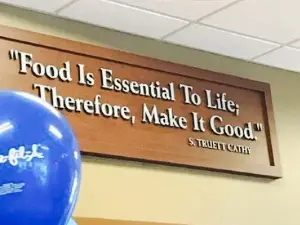 "Food Is Essential To Life;
Therefore, Make It Good."
S. TRUETT CATHY